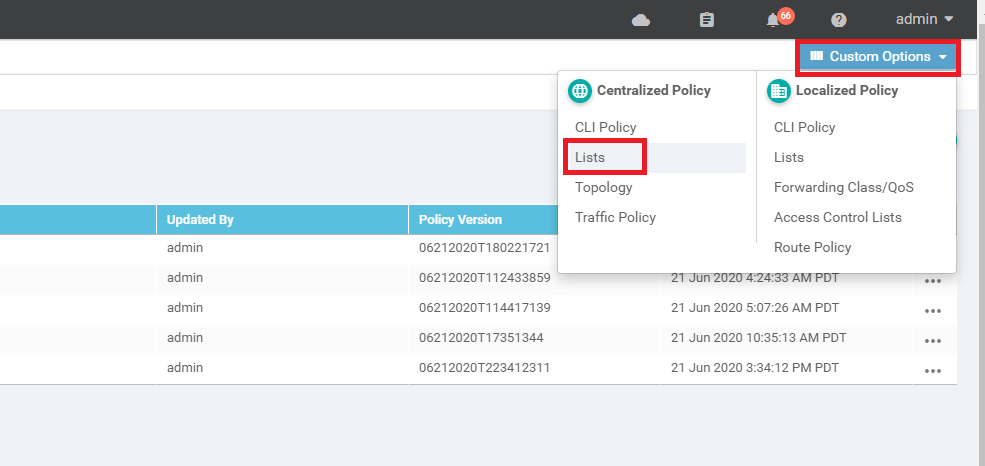 66
admin
Custom Options
Centralized Policy
CLI Policy
Lists
Topology
Traffic Policy
Localized Policy
CLI Policy
Lists
Forwarding Class/QoS
Access Control Lists
Route Policy
Updated By Policy Version
admin 06212020T180221721
admin 06212020T112433859 21 Jun 2020 4:24:33 AM PDT
admin 06212020T114417139 21 Jun 2020 5:07:26 AM PDT
admin 06212020T17351344 21 Jun 2020 10:35:13 AM PDT
admin 06212020T223412311 21 Jun 2020 3:34:12 PM PDT